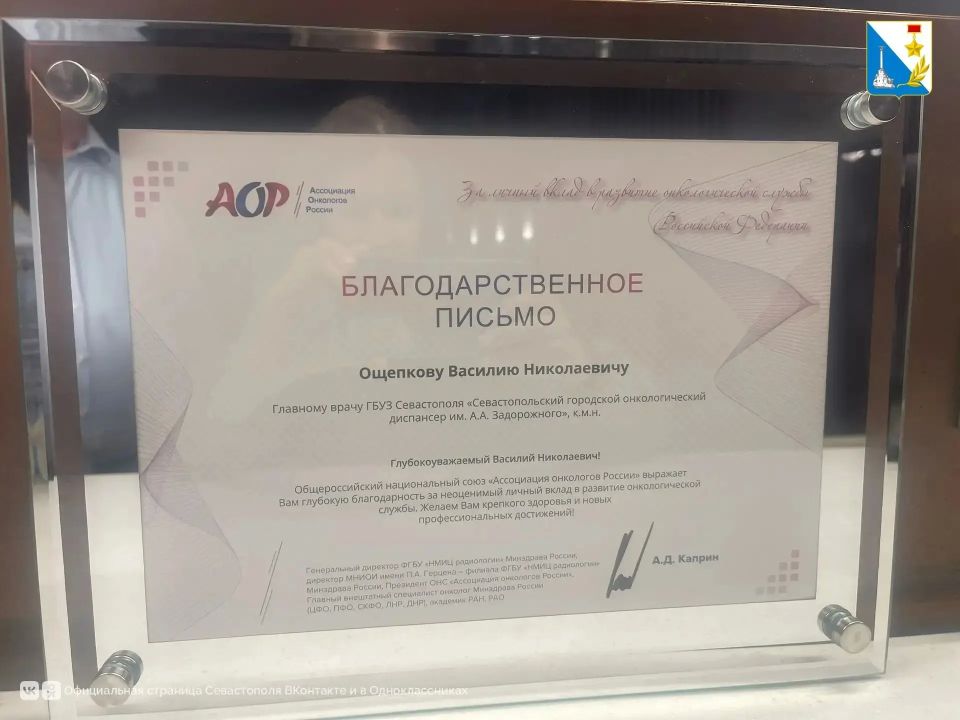 АОР
Ассоциация
Онкологов
России
За личный вклад в развитие онкологической службы
Российской Федерации
БЛАГОДАРСТВЕННОЕ
ПИСЬМО
Ощепкову Василию Николаевичу
Главному врачу ГБУЗ Севастополя «Севастопольский городской онкологический
диспансер им. А.А. Задорожного», к.м.н.
Глубокоуважаемый Василий Николаевич!
Общероссийский национальный союз «Ассоциация онкологов России» выражает
Вам глубокую благодарность за неоценимый личный вклад в развитие онкологической
службы. Желаем Вам крепкого здоровья и новых
профессиональных достижений!
Генеральный директор ФГБУ «НМИЦ радиологии» Минздрава России,
директор МНИОИ имени П.А. Герцена – филиала ФГБУ «НМИЦ радиологии»
Минздрава России, Президент ОНС «Ассоциация онкологов России»,
Главный внештатный специалист онколог Минздрава России
(ЦФО, ПФО, СКФО, ЛНР, ДНР), академик РАН, РАО
А.Д. Каприн
Официальная страница Севастополя ВКонтакте и в Одноклассниках